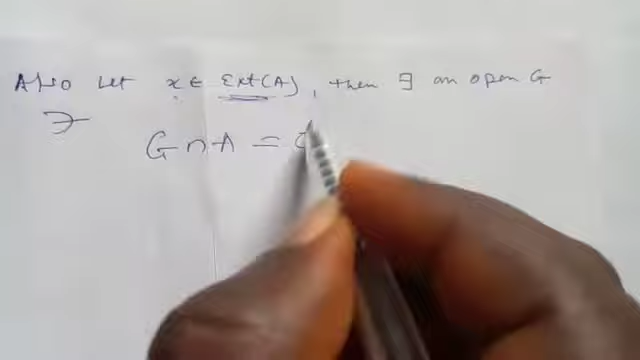 Also Let x ∈ Ext(A), then ∃ an open G
∋
G ∩ A =